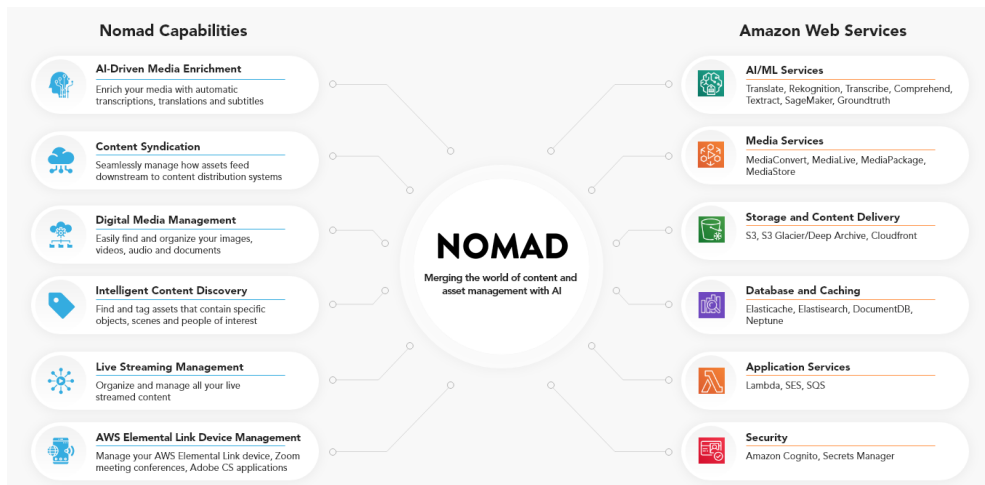 Nomad Capabilities
AI-Driven Media Enrichment
Enrich your media with automatic
transcriptions, translations and subtitles
Content Syndication
Seamlessly manage how assets feed
downstream to content distribution systems
Digital Media Management
Easily find and organize your images,
videos, audio and documents
Intelligent Content Discovery
Find and tag assets that contain specific
objects, scenes and people of interest
Live Streaming Management
Organize and manage all your live
streamed content
AWS Elemental Link Device Management
Manage your AWS Elemental Link device, Zoom
meeting conferences, Adobe CS applications
NOMAD
Merging the world of content and
asset management with AI
Amazon Web Services
AI/ML Services
Translate, Rekognition, Transcribe, Comprehend,
Textract, SageMaker, Groundtruth
Media Services
MediaConvert, MediaLive, MediaPackage,
MediaStore
Storage and Content Delivery
S3, S3 Glacier/Deep Archive, Cloudfront
Database and Caching
Elasticache, Elastisearch, DocumentDB,
Neptune
Application Services
Lambda, SES, SQS
Security
Amazon Cognito, Secrets Manager